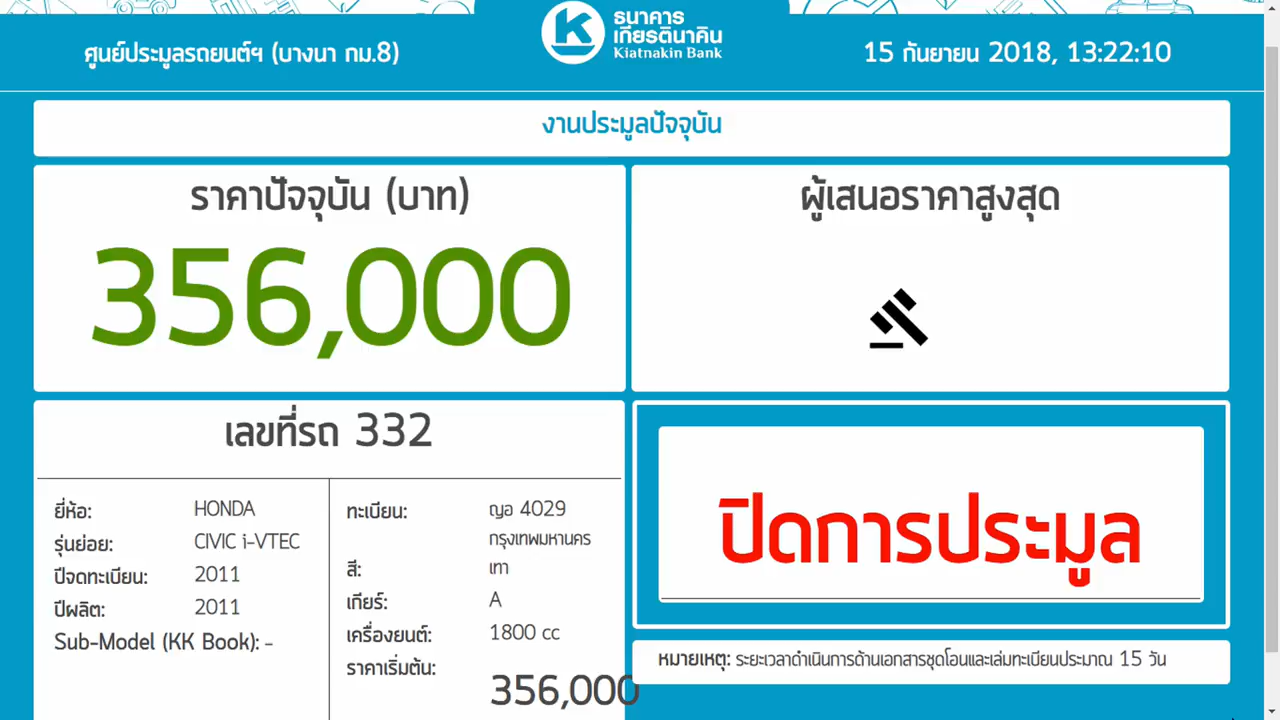 ศูนย์ประมูลรถยนต์ฯ (บางนา กม.8)
ธนาคาร
เกียรตินาคิน
Kiatnakin Bank
15 กันยายน 2018, 13:22:10
งานประมูลปัจจุบัน
ราคาปัจจุบัน (บาท)
356,000
ผู้เสนอราคาสูงสุด
เลขที่รถ 332
ยี่ห้อ: HONDA
รุ่นย่อย: CIVIC i-VTEC
ปีจดทะเบียน: 2011
ปีผลิต: 2011
Sub-Model (KK Book): -
ทะเบียน: ญอ 4029
กรุงเทพมหานคร
สี: เทา
เกียร์: A
เครื่องยนต์: 1800 cc
ราคาเริ่มต้น:
356,000
ปิดการประมูล
หมายเหตุ: ระยะเวลาดำเนินการด้านเอกสารชุดโอนและเล่มทะเบียนประมาณ 15 วัน